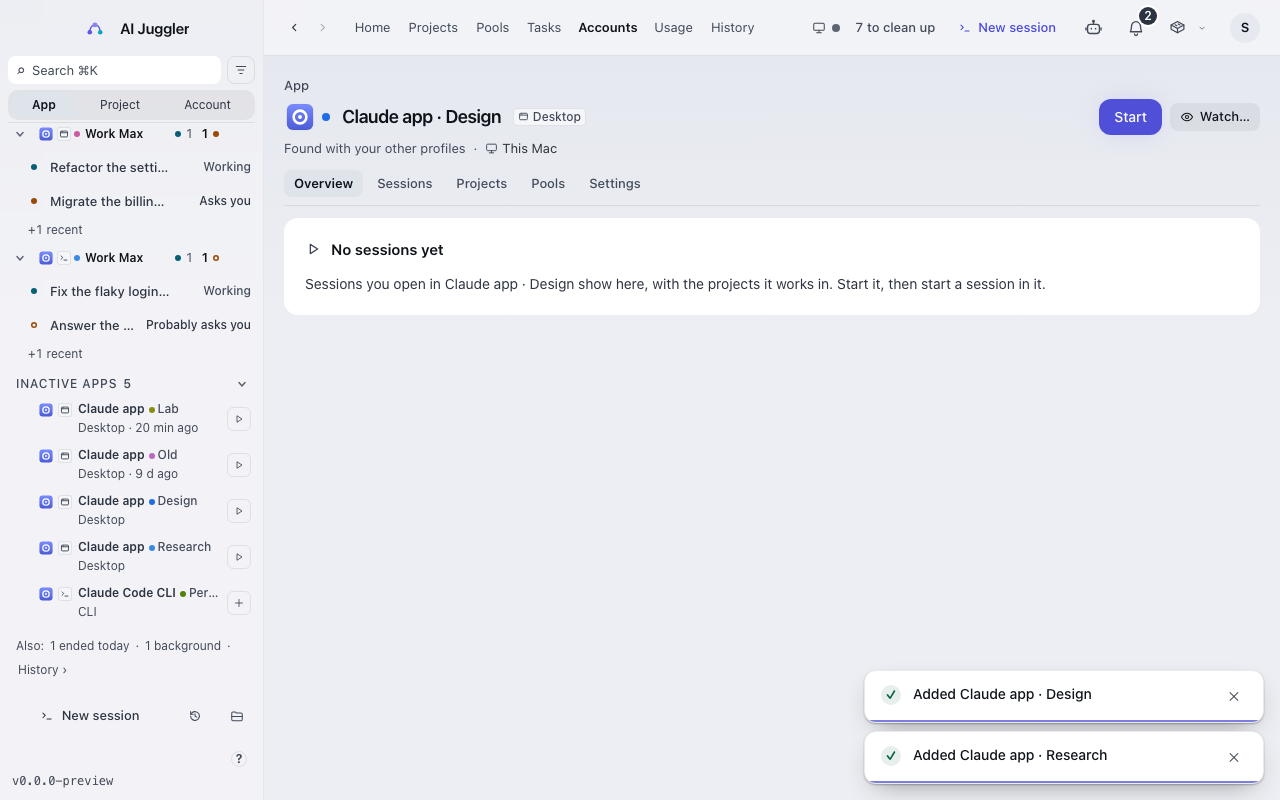 AI Juggler
Search ⌘K
App Project Account
Work Max 1 1
Refactor the setti... Working
Migrate the billin... Asks you
+1 recent
Work Max 1 1
Fix the flaky login... Working
Answer the ... Probably asks you
+1 recent
INACTIVE APPS 5
Claude app Lab
Desktop · 20 min ago
Claude app Old
Desktop · 9 d ago
Claude app Design
Desktop
Claude app Research
Desktop
Claude Code CLI Per...
CLI
Also: 1 ended today · 1 background ·
History ›
New session
?
v0.0.0-preview
Home Projects Pools Tasks Accounts Usage History 7 to clean up New session 2 S
App
Claude app · Design Desktop
Start Watch...
Found with your other profiles · This Mac
Overview Sessions Projects Pools Settings
No sessions yet
Sessions you open in Claude app · Design show here, with the projects it works in. Start it, then start a session in it.
Added Claude app · Design
Added Claude app · Research